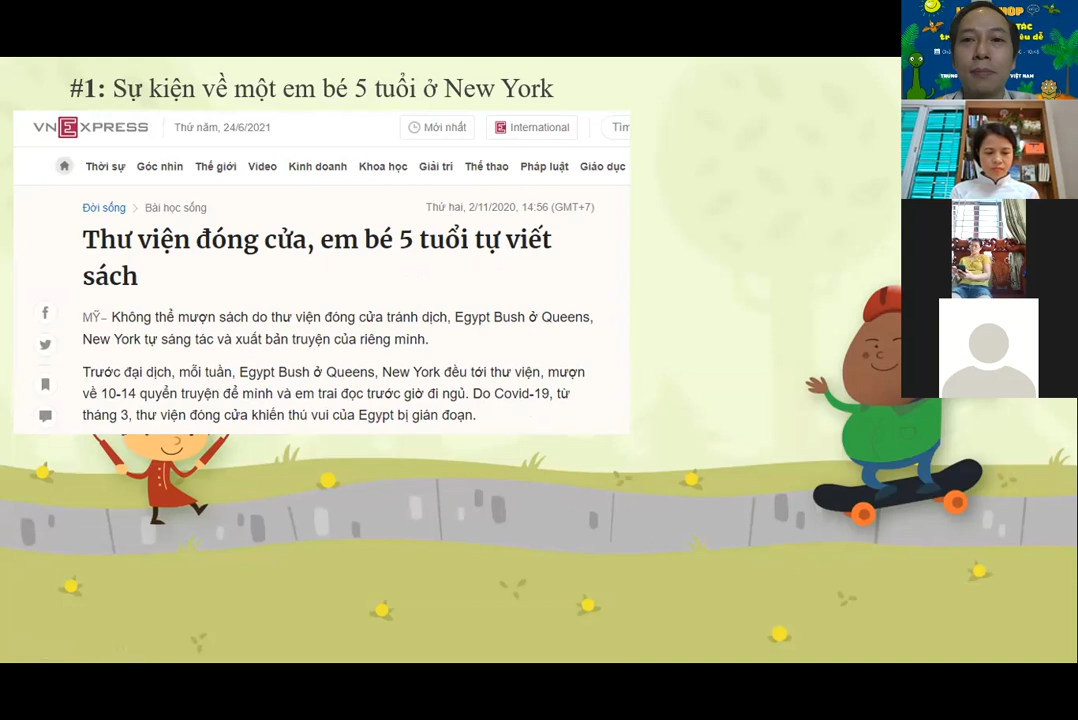 #1: Sự kiện về một em bé 5 tuổi ở New York
VNEXPRESS Thứ năm, 24/6/2021 Mới nhất International Tìm
Thời sự Góc nhìn Thế giới Video Kinh doanh Khoa học Giải trí Thể thao Pháp luật Giáo dục
Đời sống > Bài học sống Thứ hai, 2/11/2020, 14:56 (GMT+7)
Thư viện đóng cửa, em bé 5 tuổi tự viết
sách
MỸ– Không thể mượn sách do thư viện đóng cửa tránh dịch, Egypt Bush ở Queens,
New York tự sáng tác và xuất bản truyện của riêng mình.
Trước đại dịch, mỗi tuần, Egypt Bush ở Queens, New York đều tới thư viện, mượn
về 10-14 quyển truyện để mình và em trai đọc trước giờ đi ngủ. Do Covid-19, từ
tháng 3, thư viện đóng cửa khiến thú vui của Egypt bị gián đoạn.
TÁC
VIỆT NAM